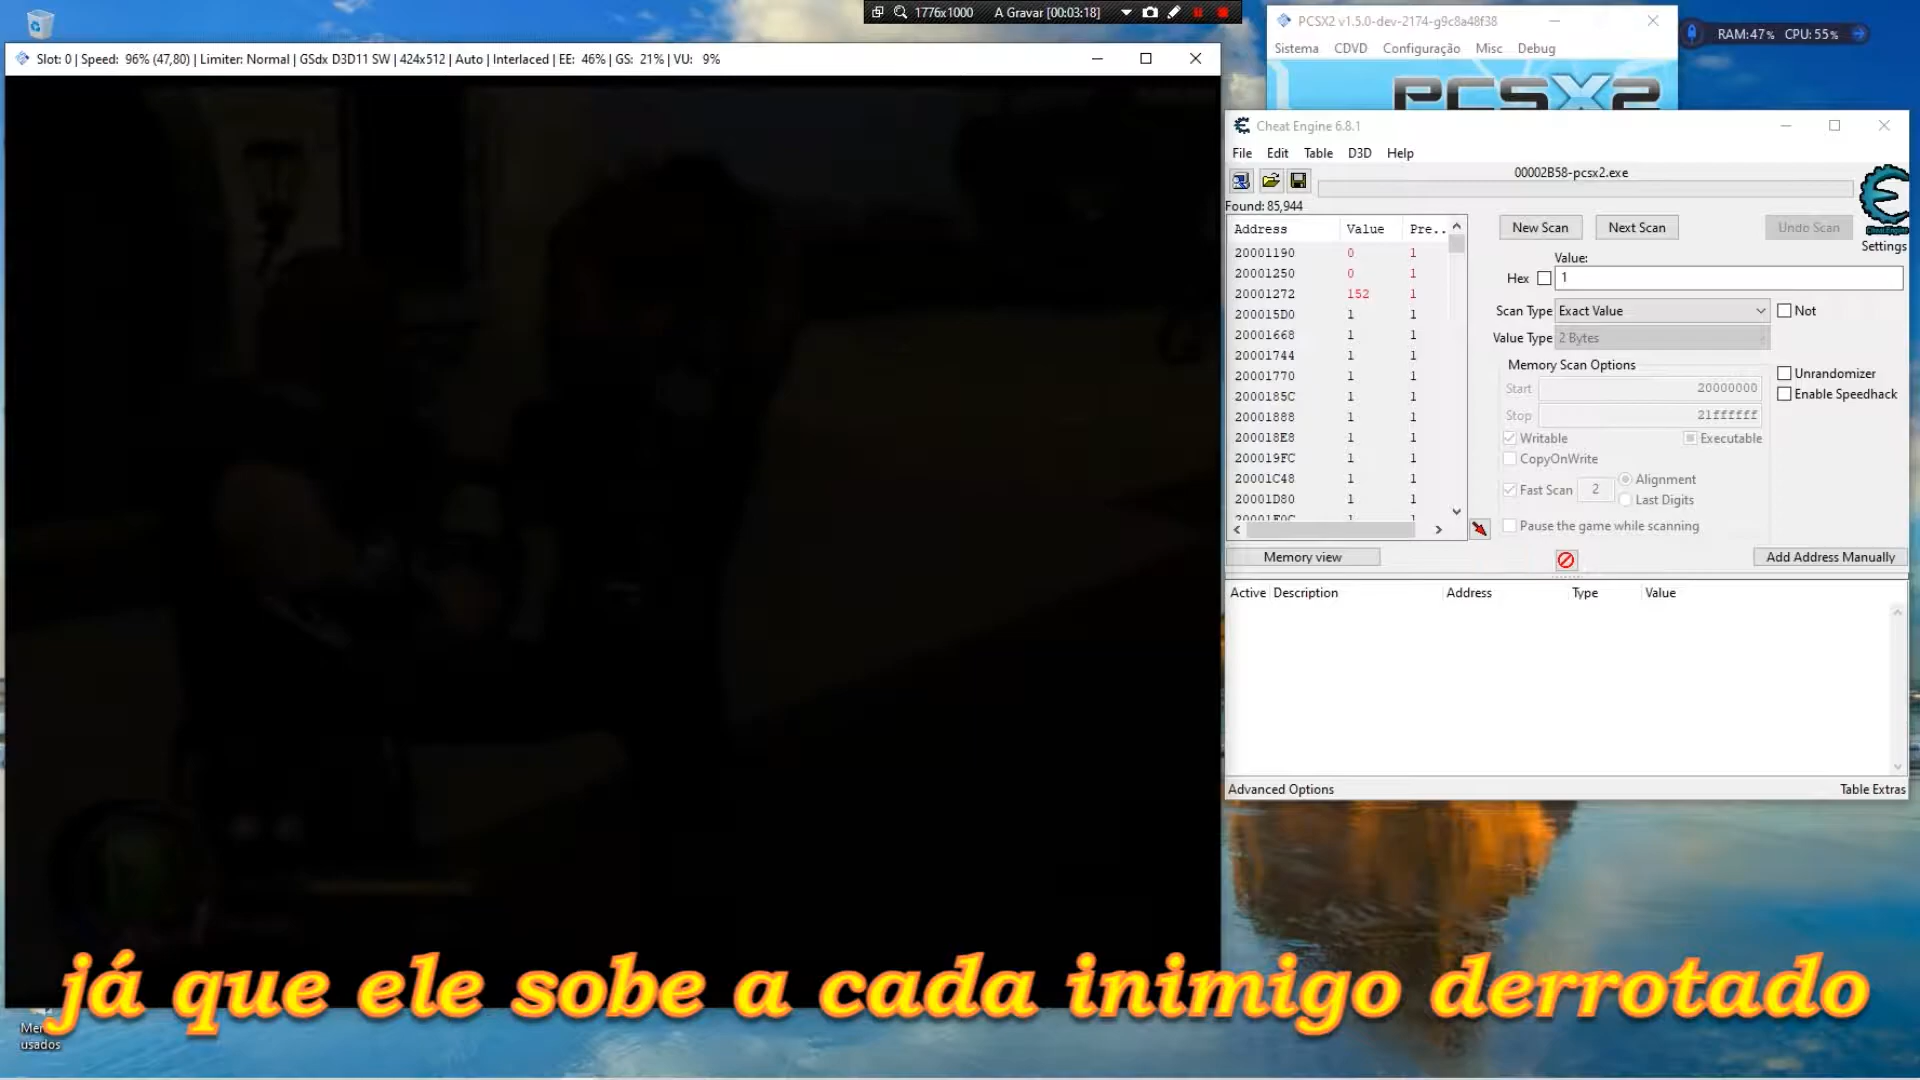 1776x1000 A Gravar [00:03:18]
PCSX2 v1.5.0-dev-2174-g9c8a48f38
RAM:47% CPU:55%
Sistema CDVD Configuração Misc Debug
Slot: 0 | Speed: 96% (47,80) | Limiter: Normal | GSdx D3D11 SW | 424x512 | Auto | Interlaced | EE: 46% | GS: 21% | VU: 9%
PCSX2
Cheat Engine 6.8.1
File Edit Table D3D Help
00002B58-pcsx2.exe
Found: 85,944
Address Value Pre..
20001190 0 1
20001250 0 1
20001272 152 1
200015D0 1 1
20001668 1 1
20001744 1 1
20001770 1 1
2000185C 1 1
20001888 1 1
200018E8 1 1
200019FC 1 1
20001C48 1 1
20001D80 1 1
New Scan Next Scan Undo Scan
Settings
Value:
Hex 1
Scan Type Exact Value Not
Value Type 2 Bytes
Memory Scan Options
Start 20000000
Stop 21ffffff
Unrandomizer
Enable Speedhack
Writable Executable
CopyOnWrite
Fast Scan 2 Alignment
Last Digits
Pause the game while scanning
Memory view Add Address Manually
Active Description Address Type Value
Advanced Options Table Extras
já que ele sobe a cada inimigo derrotado
usados